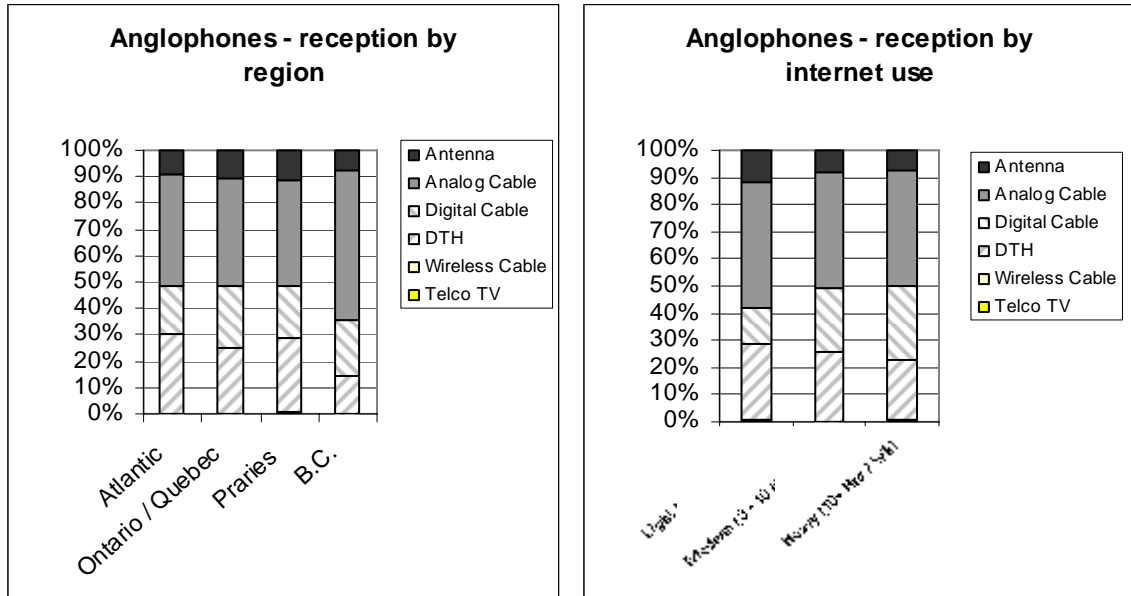 Anglophones - reception by
region
100%
90%
80%
70%
60%
50%
40%
30%
20%
10%
0%
Atlantic
Ontario / Quebec
Praries
B.C.
Antenna
Analog Cable
Digital Cable
DTH
Wireless Cable
Telco TV
Anglophones - reception by
internet use
100%
90%
80%
70%
60%
50%
40%
30%
20%
10%
0%
Antenna
Analog Cable
Digital Cable
DTH
Wireless Cable
Telco TV